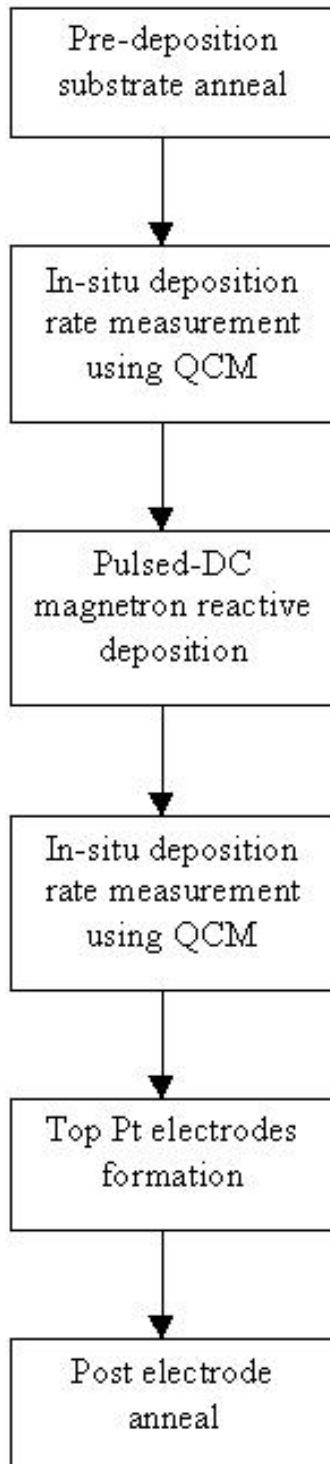 Pre-deposition
substrate anneal
In-situ deposition
rate measurement
using QCM
Pulsed-DC
magnetron reactive
deposition
In-situ deposition
rate measurement
using QCM
Top Pt electrodes
formation
Post electrode
anneal